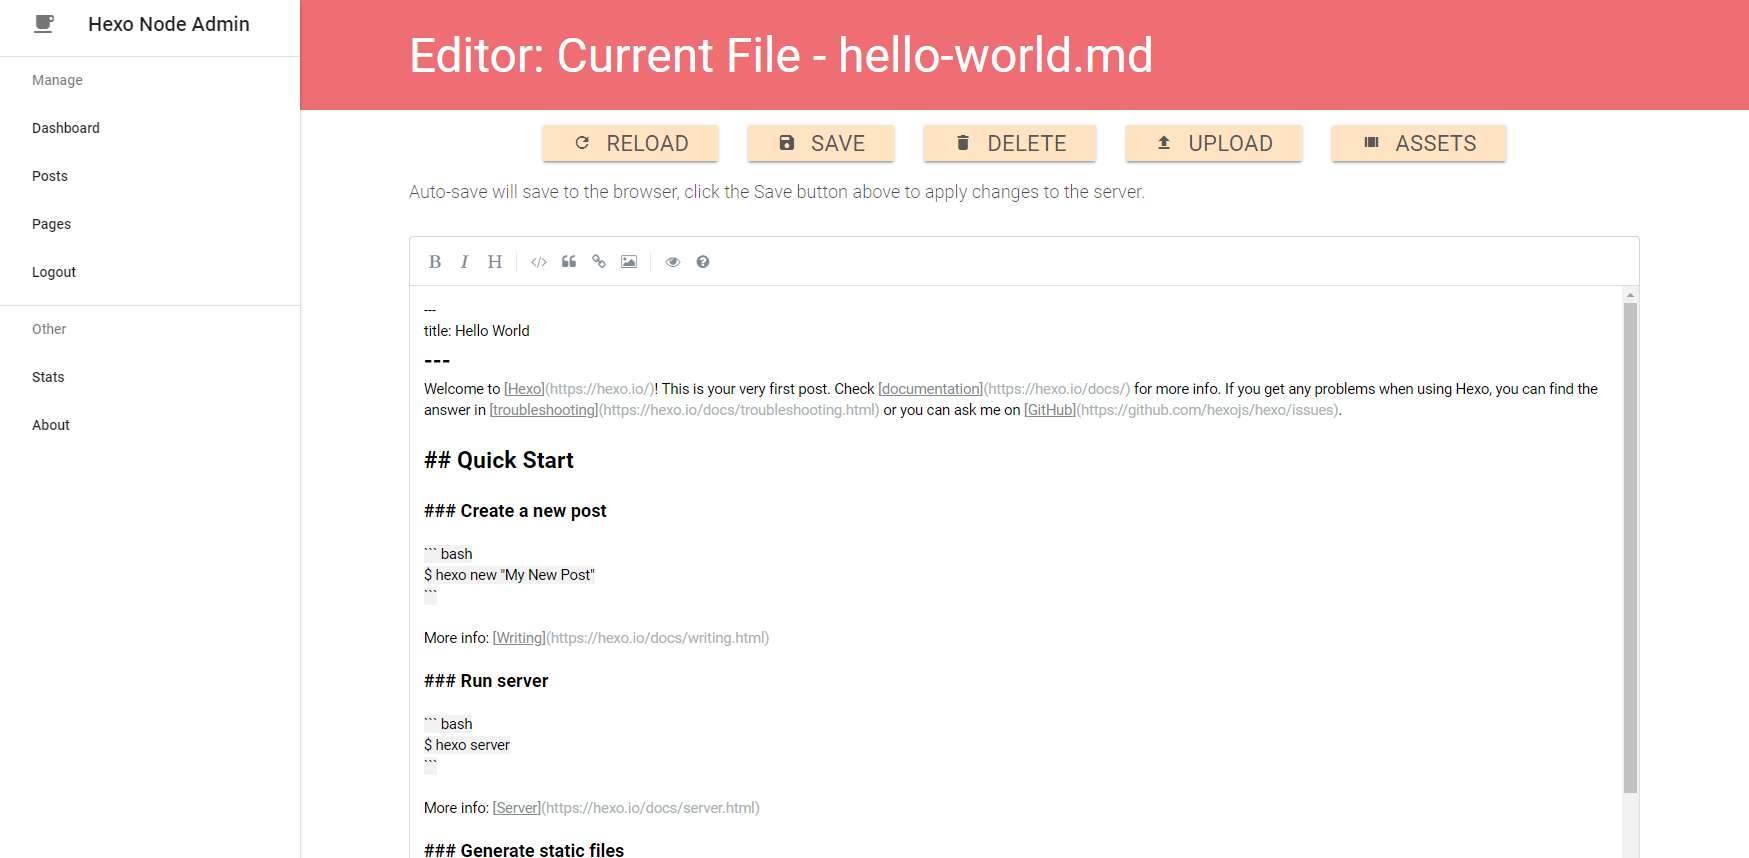 Hexo Node Admin
Manage
Dashboard
Posts
Pages
Logout
Other
Stats
About
Editor: Current File - hello-world.md
RELOAD SAVE DELETE UPLOAD ASSETS
Auto-save will save to the browser, click the Save button above to apply changes to the server.
B I H
---
title: Hello World
---
Welcome to [Hexo](https://hexo.io/)! This is your very first post. Check [documentation](https://hexo.io/docs/) for more info. If you get any problems when using Hexo, you can find the
answer in [troubleshooting](https://hexo.io/docs/troubleshooting.html) or you can ask me on [GitHub](https://github.com/hexojs/hexo/issues).
## Quick Start
### Create a new post
``` bash
$ hexo new "My New Post"
```
More info: [Writing](https://hexo.io/docs/writing.html)
### Run server
``` bash
$ hexo server
```
More info: [Server](https://hexo.io/docs/server.html)
### Generate static files